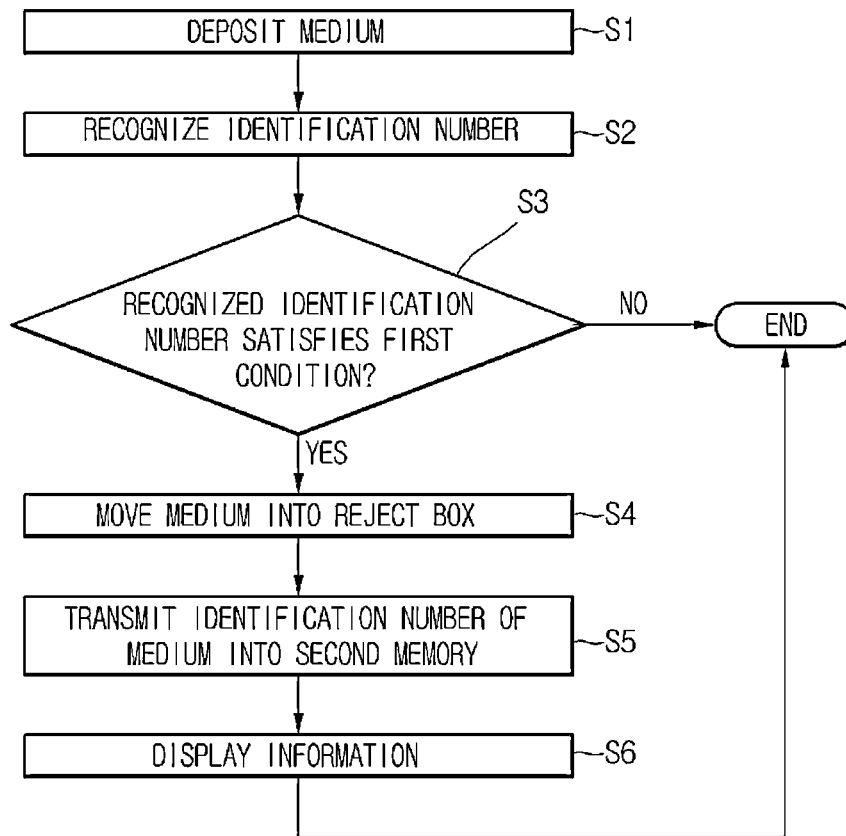 DEPOSIT MEDIUM
S1
RECOGNIZE IDENTIFICATION NUMBER
S2
S3
RECOGNIZED IDENTIFICATION
NUMBER SATISFIES FIRST
CONDITION?
NO
END
YES
MOVE MEDIUM INTO REJECT BOX
S4
TRANSMIT IDENTIFICATION NUMBER OF
MEDIUM INTO SECOND MEMORY
S5
DISPLAY INFORMATION
S6